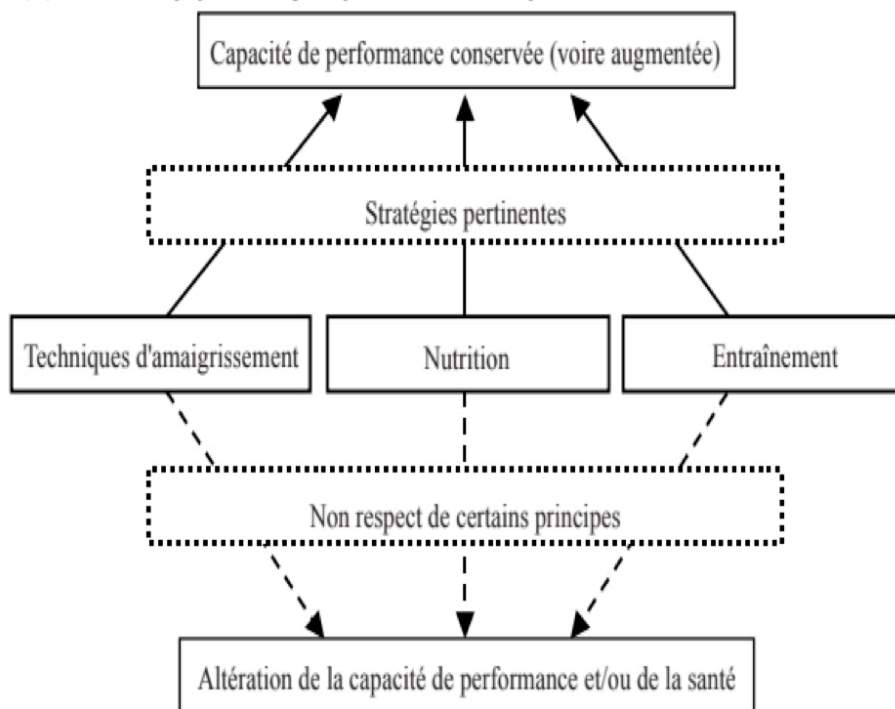 Capacité de performance conservée (voire augmentée)
Stratégies pertinentes
Techniques d'amaigrissement
Nutrition
Entraînement
Non respect de certains principes
Altération de la capacité de performance et/ou de la santé